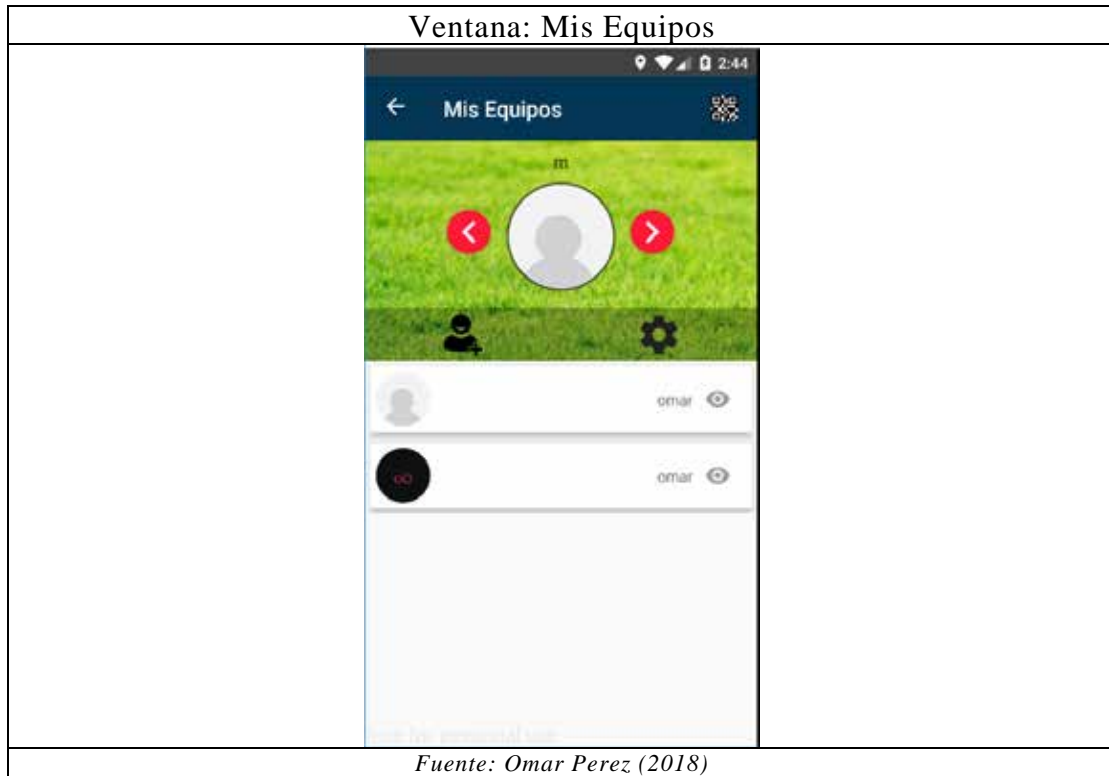 Ventana: Mis Equipos
2:44
Mis Equipos
m
omar
omar
Fuente: Omar Perez (2018)